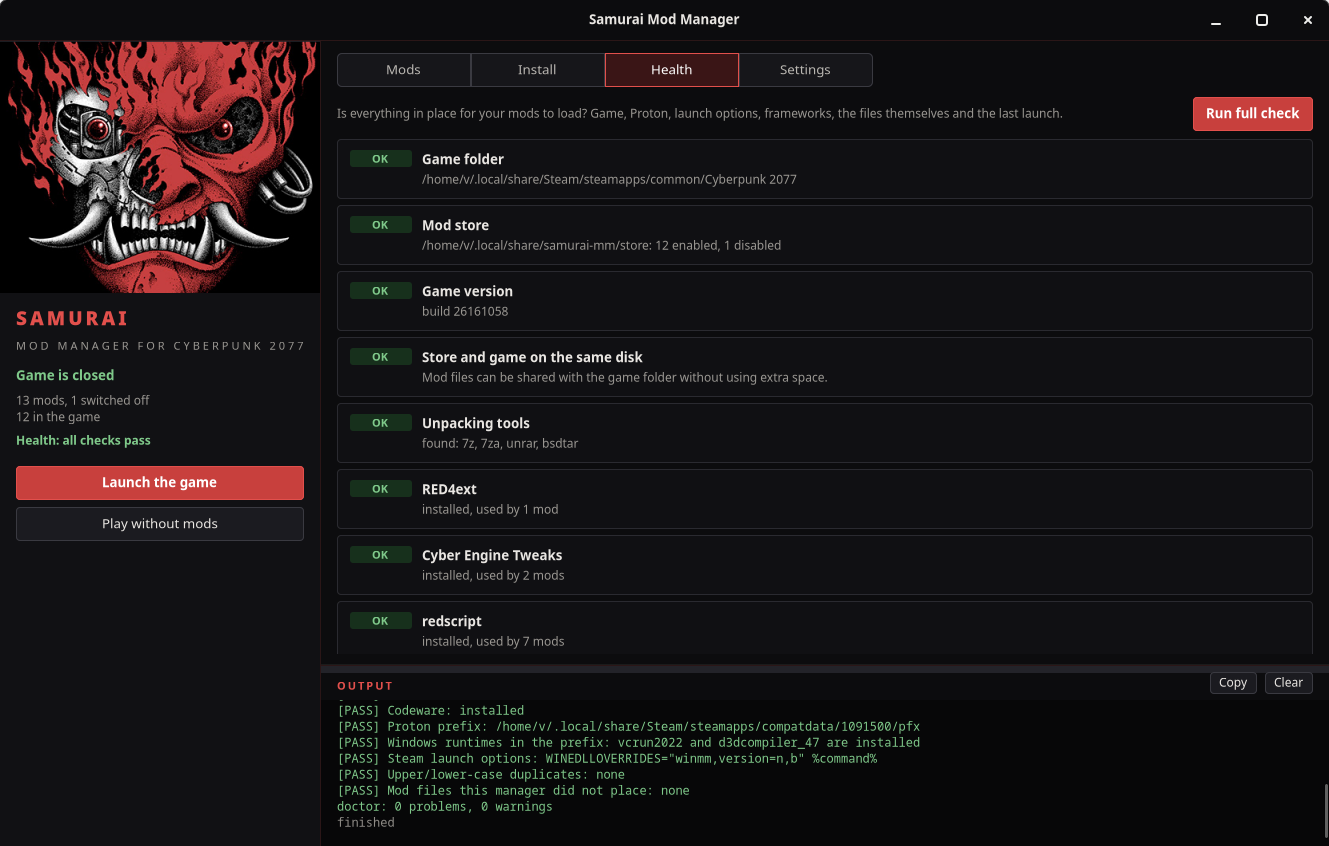 Samurai Mod Manager
SAMURAI
MOD MANAGER FOR CYBERPUNK 2077
Game is closed
13 mods, 1 switched off
12 in the game
Health: all checks pass
Launch the game
Play without mods
Mods
Install
Health
Settings
Is everything in place for your mods to load? Game, Proton, launch options, frameworks, the files themselves and the last launch.
Run full check
OK
Game folder
/home/v/.local/share/Steam/steamapps/common/Cyberpunk 2077
OK
Mod store
/home/v/.local/share/samurai-mm/store: 12 enabled, 1 disabled
OK
Game version
build 26161058
OK
Store and game on the same disk
Mod files can be shared with the game folder without using extra space.
OK
Unpacking tools
found: 7z, 7za, unrar, bsdtar
OK
RED4ext
installed, used by 1 mod
OK
Cyber Engine Tweaks
installed, used by 2 mods
OK
redscript
installed, used by 7 mods
OUTPUT
Copy
Clear
[PASS] Codeware: installed
[PASS] Proton prefix: /home/v/.local/share/Steam/steamapps/compatdata/1091500/pfx
[PASS] Windows runtimes in the prefix: vcrun2022 and d3dcompiler_47 are installed
[PASS] Steam launch options: WINEDLLOVERRIDES="winmm,version=n,b" %command%
[PASS] Upper/lower-case duplicates: none
[PASS] Mod files this manager did not place: none
doctor: 0 problems, 0 warnings
finished